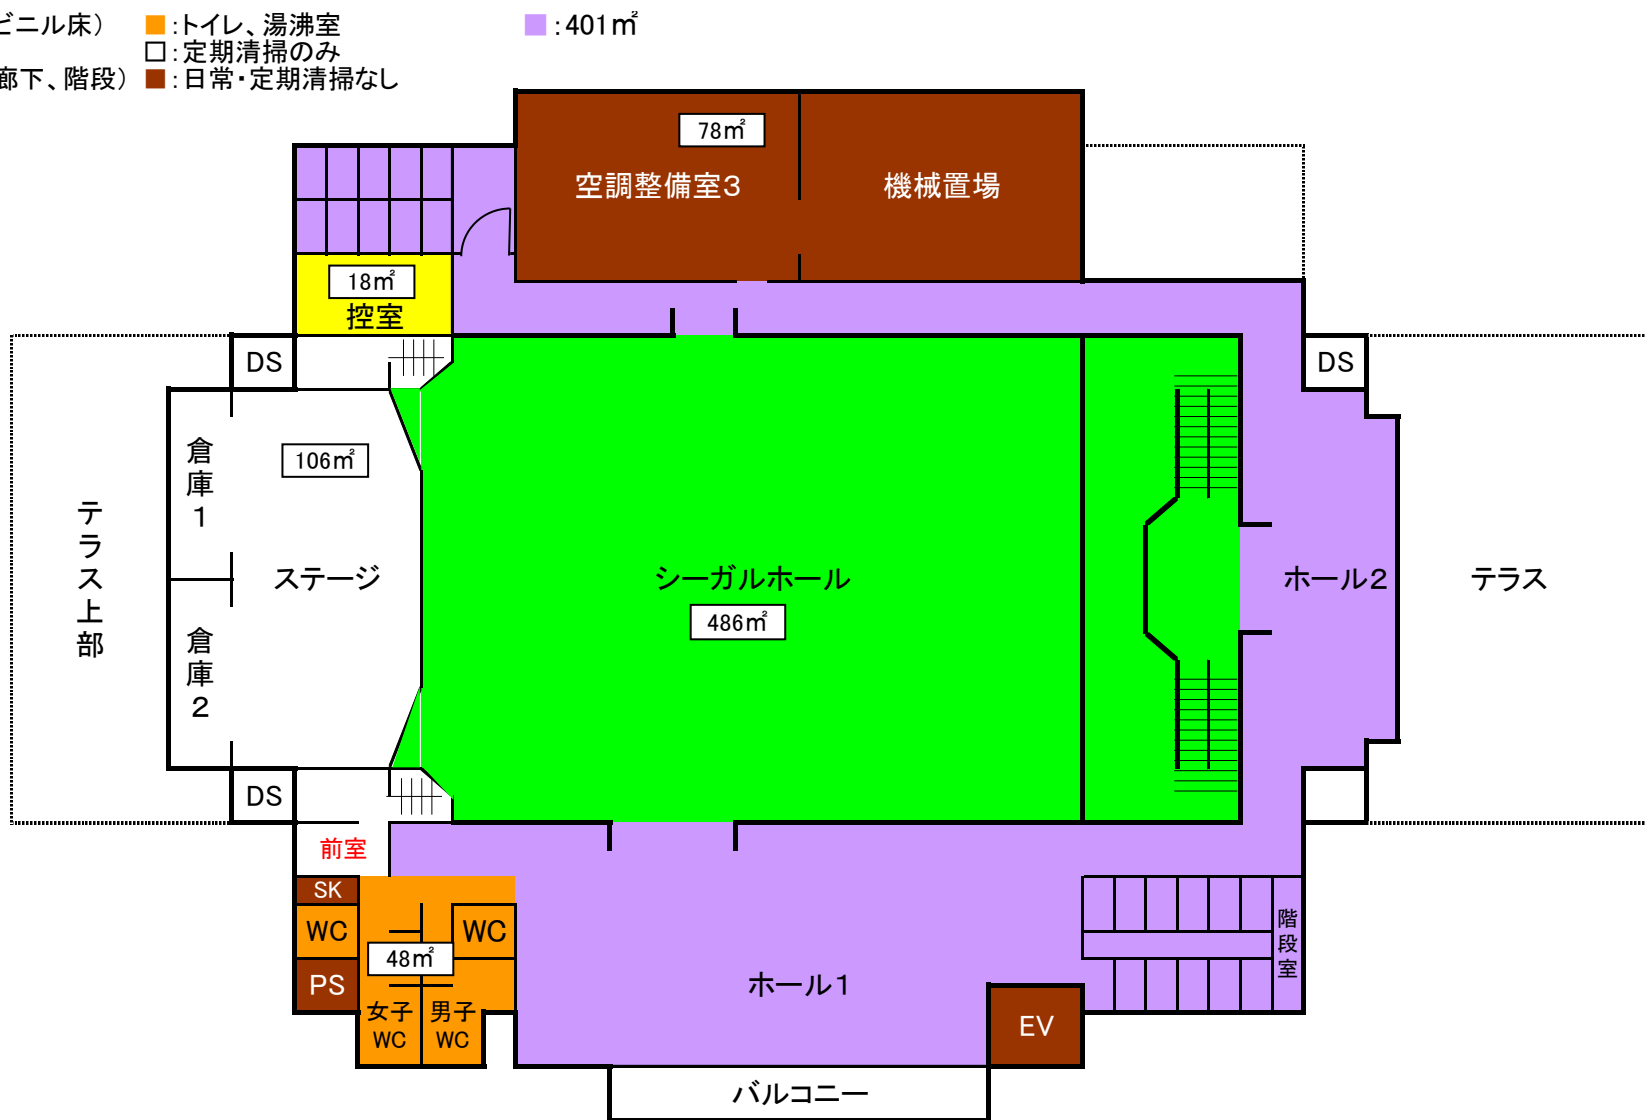 ビニル床） ■：トイレ、湯沸室 ■：401㎡
□：定期清掃のみ
廊下、階段） ■：日常・定期清掃なし
78㎡
空調整備室3
機械置場
18㎡
控室
DS
DS
倉庫1
106㎡
テラス上部
ステージ
シーガルホール
486㎡
ホール2
テラス
倉庫2
DS
前室
SK
WC
WC
48㎡
PS
女子
WC
男子
WC
ホール1
階段室
EV
バルコニー